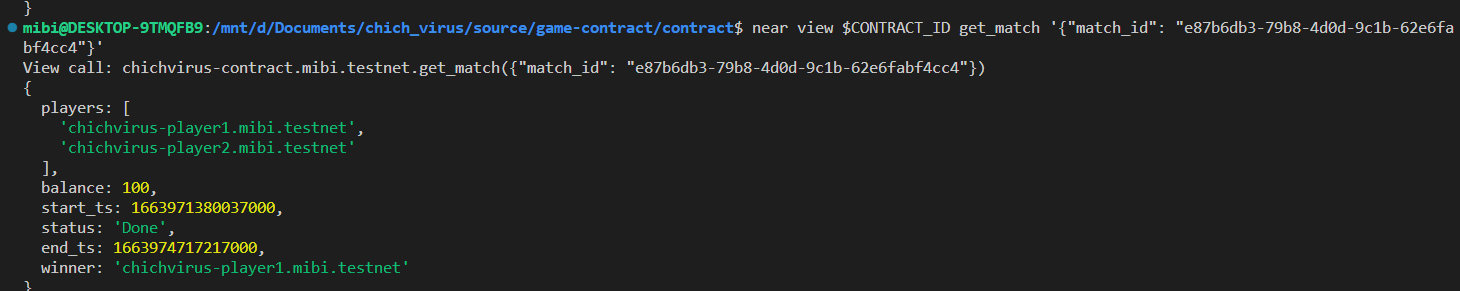 }
mibi@DESKTOP-9TMQFB9:/mnt/d/Documents/chich_virus/source/game-contract/contract$ near view $CONTRACT_ID get_match '{"match_id": "e87b6db3-79b8-4d0d-9c1b-62e6fa
bf4cc4"}'
View call: chichvirus-contract.mibi.testnet.get_match({"match_id": "e87b6db3-79b8-4d0d-9c1b-62e6fabf4cc4"})
{
  players: [
    'chichvirus-player1.mibi.testnet',
    'chichvirus-player2.mibi.testnet'
  ],
  balance: 100,
  start_ts: 1663971380037000,
  status: 'Done',
  end_ts: 1663974717217000,
  winner: 'chichvirus-player1.mibi.testnet'
}